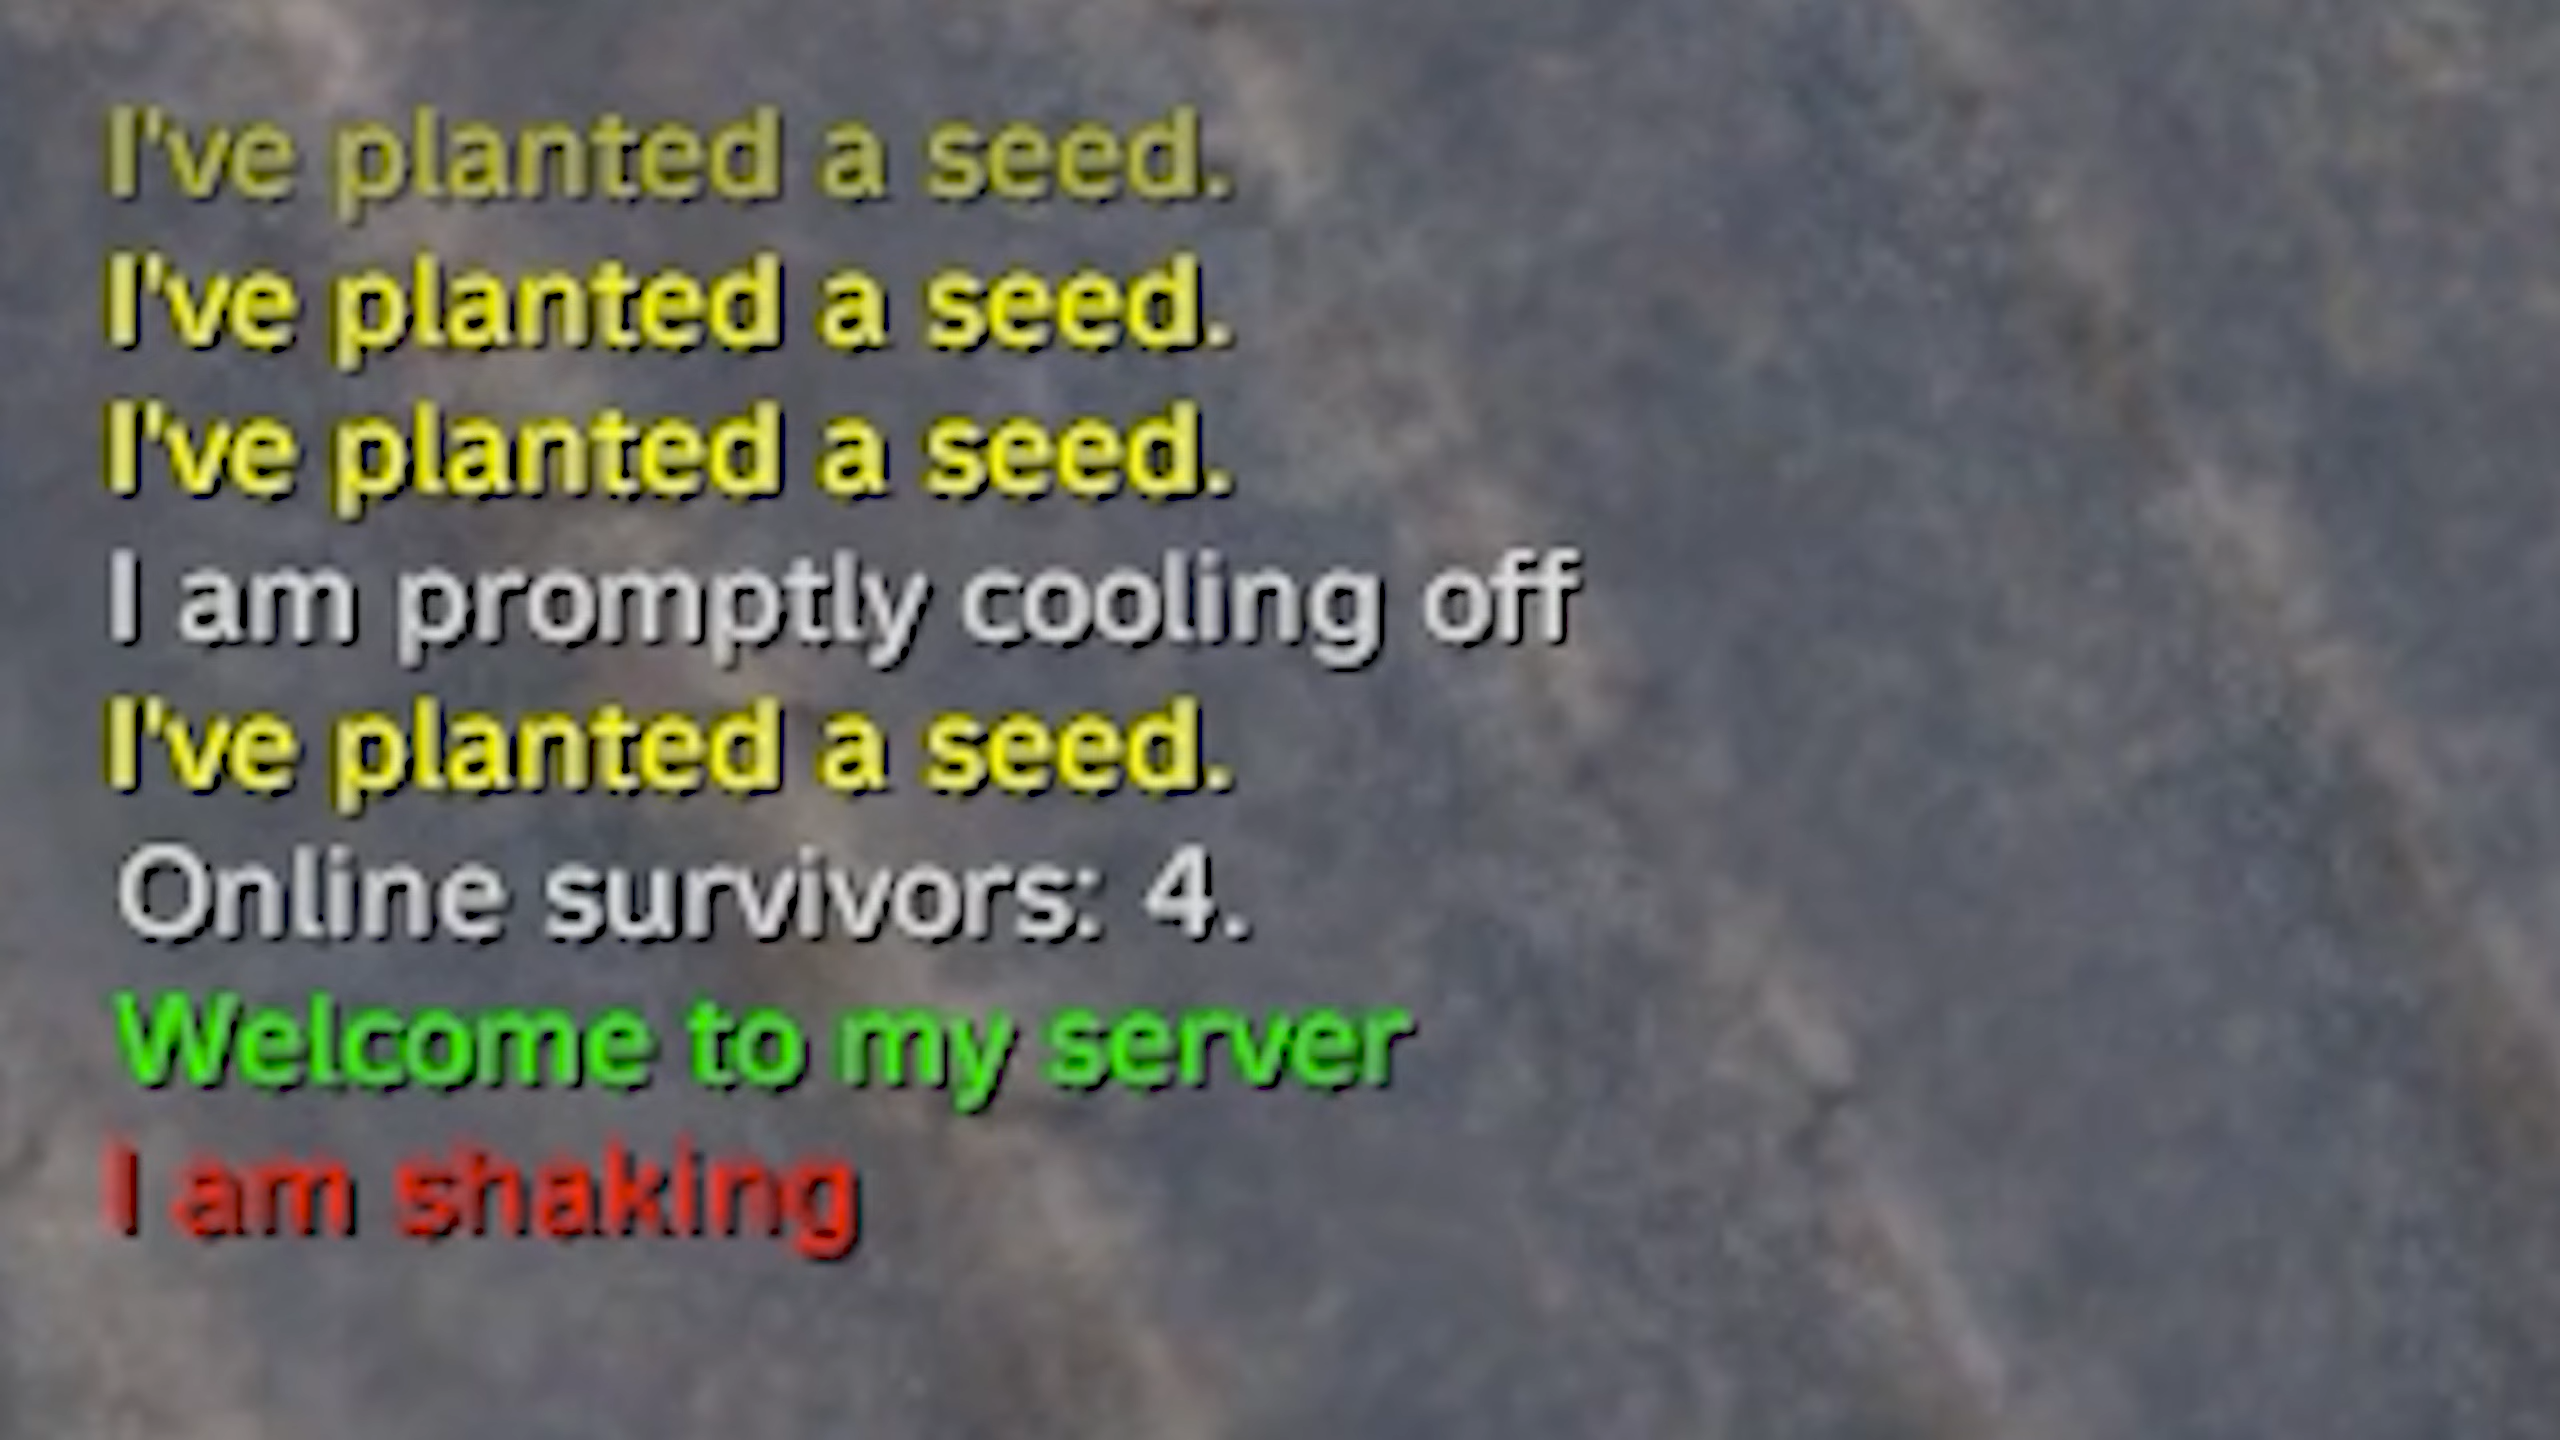 I've planted a seed.
I've planted a seed.
I've planted a seed.
I am promptly cooling off
I've planted a seed.
Online survivors: 4.
Welcome to my server
I am shaking